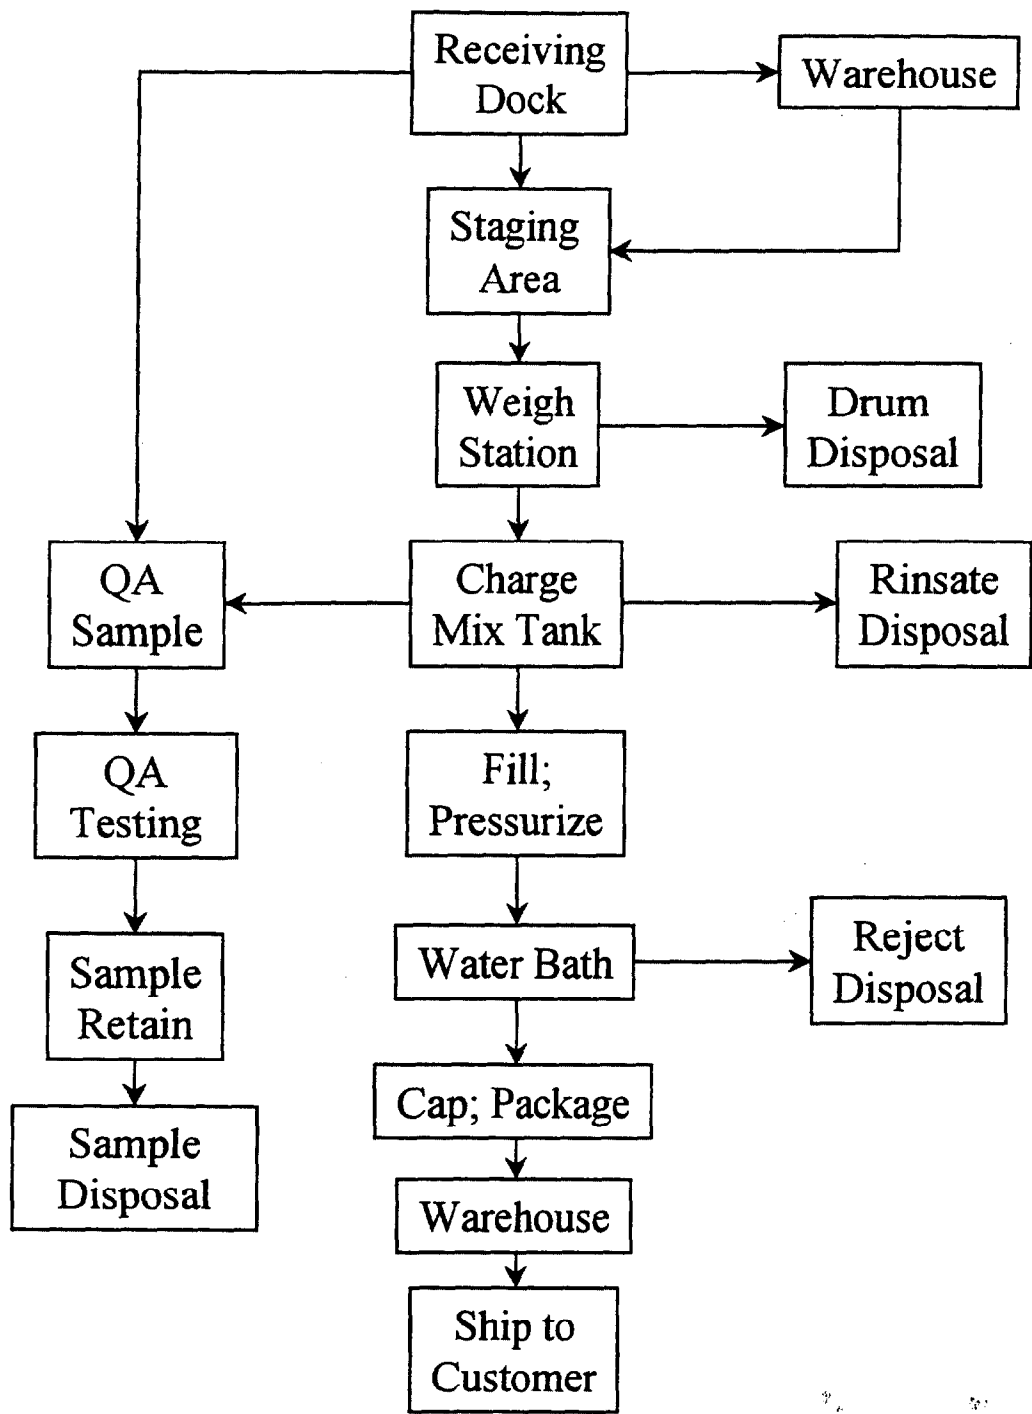 Receiving
Dock
Warehouse
Staging
Area
Weigh
Station
Drum
Disposal
QA
Sample
Charge
Mix Tank
Rinsate
Disposal
QA
Testing
Fill;
Pressurize
Sample
Retain
Water Bath
Reject
Disposal
Cap; Package
Sample
Disposal
Warehouse
Ship to
Customer